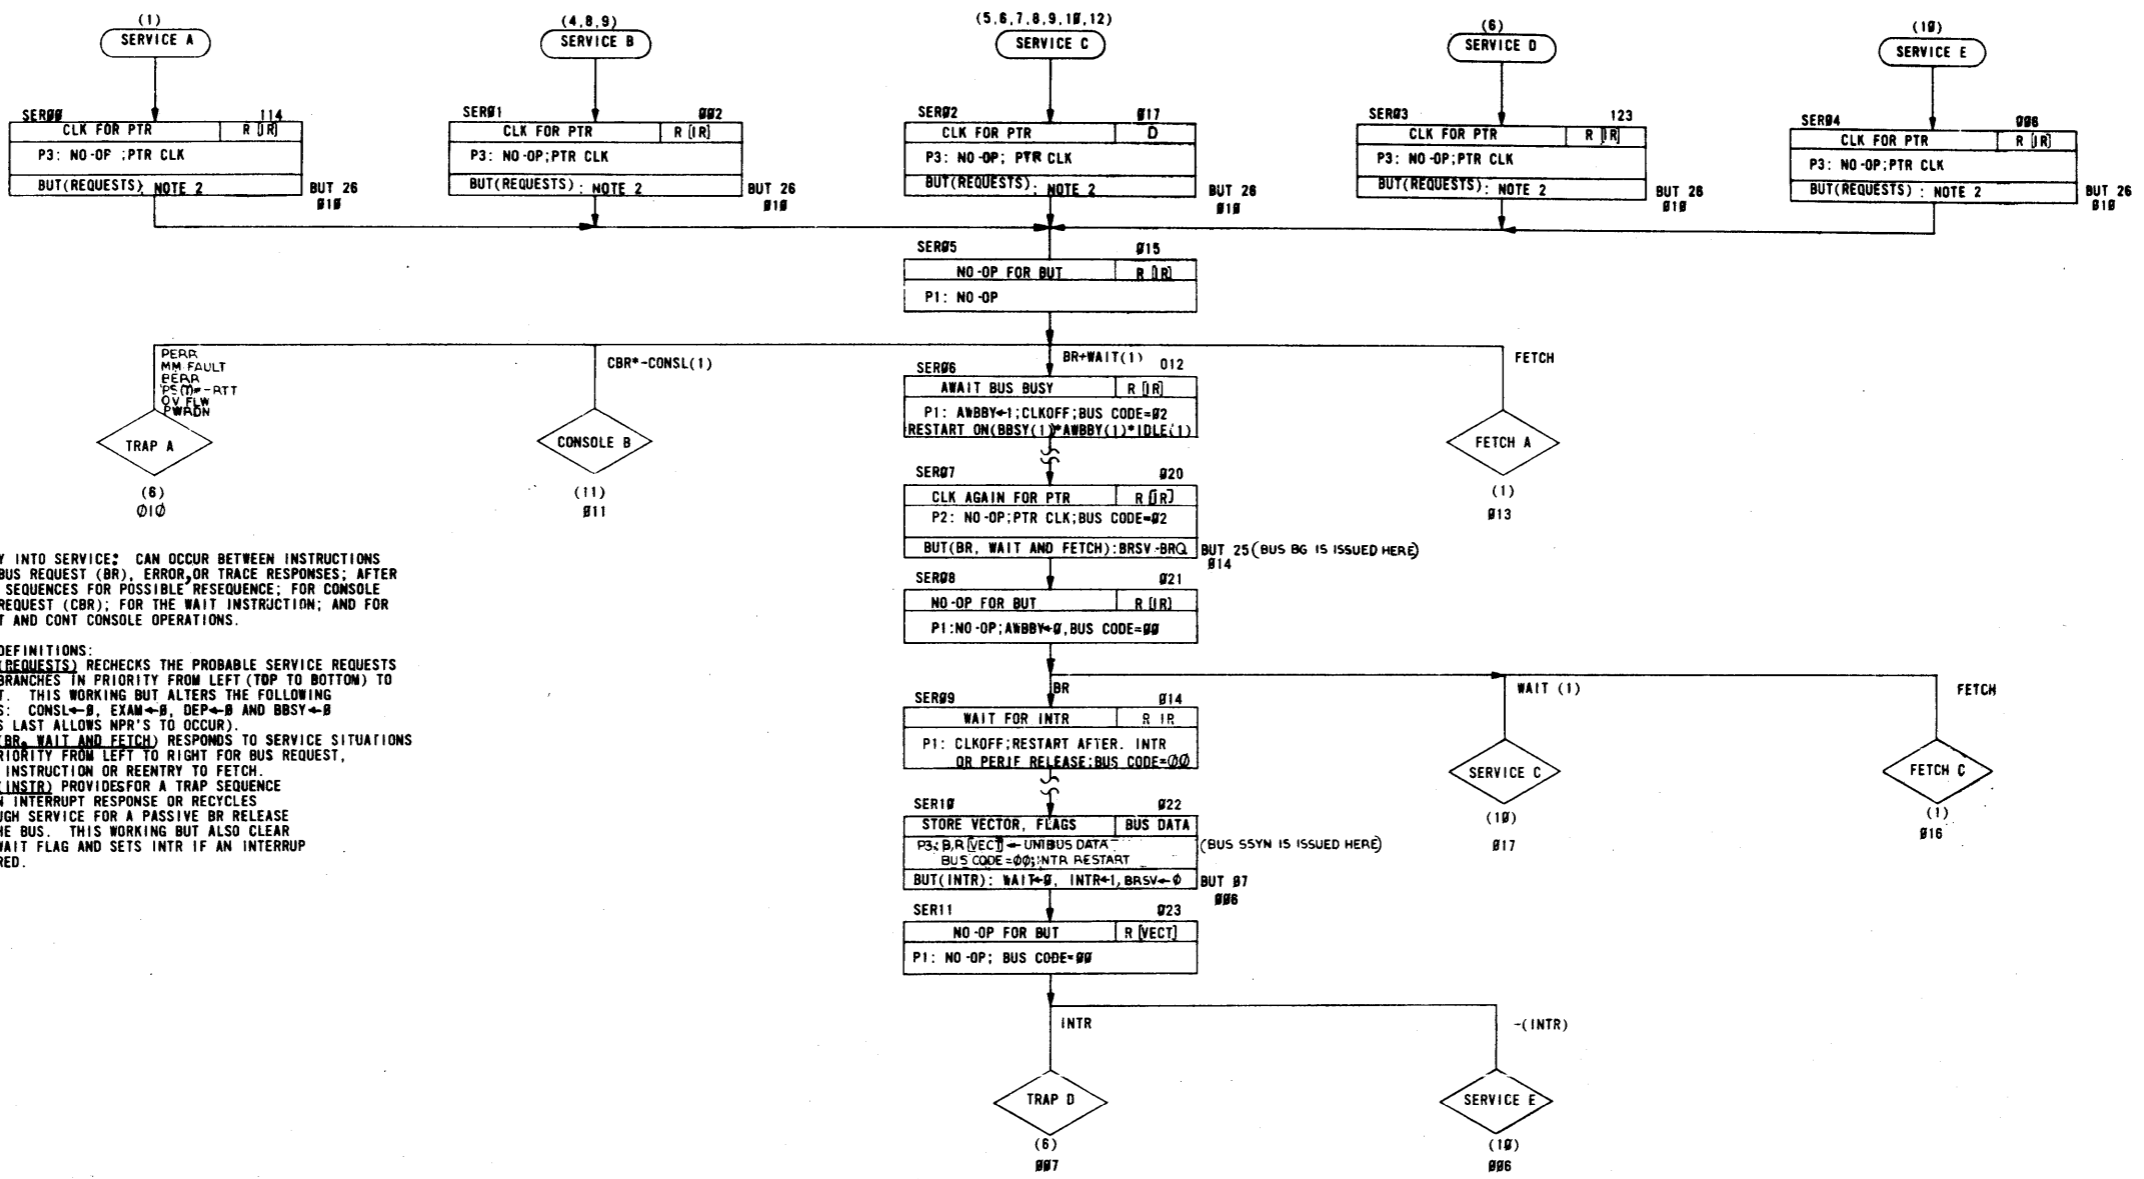 (1)
SERVICE A
(4,8,9)
SERVICE B
(5,6,7,8,9,10,12)
SERVICE C
(6)
SERVICE D
(10)
SERVICE E
SER00 114
CLK FOR PTR R [IR]
P3: NO-OP ;PTR CLK
BUT(REQUESTS): NOTE 2
BUT 26
010
SER01 002
CLK FOR PTR R [IR]
P3: NO-OP;PTR CLK
BUT(REQUESTS): NOTE 2
BUT 26
010
SER02 017
CLK FOR PTR D
P3: NO-OP; PTR CLK
BUT(REQUESTS): NOTE 2
BUT 26
010
SER03 123
CLK FOR PTR R [IR]
P3: NO-OP;PTR CLK
BUT(REQUESTS): NOTE 2
BUT 26
010
SER04 006
CLK FOR PTR R [IR]
P3: NO-OP;PTR CLK
BUT(REQUESTS): NOTE 2
BUT 26
010
SER05 015
NO-OP FOR BUT R [IR]
P1: NO-OP
PERR
MM FAULT
BERR
PS(T)*-RTT
OV FLW
PWRDN
TRAP A
(6)
010
CBR*-CONSL(1)
CONSOLE B
(11)
011
BR+WAIT(1)
SER06 012
AWAIT BUS BUSY R [IR]
P1: AWBBY←1;CLKOFF;BUS CODE=02
RESTART ON(BBSY(1)*AWBBY(1)*IDLE(1)
FETCH
FETCH A
(1)
013
SER07 020
CLK AGAIN FOR PTR R [IR]
P2: NO-OP;PTR CLK;BUS CODE=02
BUT(BR, WAIT AND FETCH):BRSV-BRQ
BUT 25 (BUS BG IS ISSUED HERE)
014
SER08 021
NO-OP FOR BUT R [IR]
P1:NO-OP;AWBBY←0,BUS CODE=00
Y INTO SERVICE: CAN OCCUR BETWEEN INSTRUCTIONS
BUS REQUEST (BR), ERROR, OR TRACE RESPONSES; AFTER
SEQUENCES FOR POSSIBLE RESEQUENCE; FOR CONSOLE
REQUEST (CBR); FOR THE WAIT INSTRUCTION; AND FOR
T AND CONT CONSOLE OPERATIONS.
DEFINITIONS:
(REQUESTS) RECHECKS THE PROBABLE SERVICE REQUESTS
BRANCHES IN PRIORITY FROM LEFT (TOP TO BOTTOM) TO
T. THIS WORKING BUT ALTERS THE FOLLOWING
S: CONSL←0, EXAM←0, DEP←0 AND BBSY←0
S LAST ALLOWS NPR'S TO OCCUR).
(BR, WAIT AND FETCH) RESPONDS TO SERVICE SITUATIONS
RIORITY FROM LEFT TO RIGHT FOR BUS REQUEST,
INSTRUCTION OR REENTRY TO FETCH.
(INSTR) PROVIDES FOR A TRAP SEQUENCE
N INTERRUPT RESPONSE OR RECYCLES
UGH SERVICE FOR A PASSIVE BR RELEASE
HE BUS. THIS WORKING BUT ALSO CLEAR
WAIT FLAG AND SETS INTR IF AN INTERRUP
RED.
BR
SER09 014
WAIT FOR INTR R IR
P1: CLKOFF;RESTART AFTER. INTR
OR PERIF RELEASE;BUS CODE=00
WAIT (1)
SERVICE C
(10)
017
FETCH
FETCH C
(1)
016
SER10 022
STORE VECTOR, FLAGS BUS DATA
P3: B,R[VECT] ← UNIBUS DATA
BUS CODE=00;INTR RESTART
(BUS SSYN IS ISSUED HERE)
BUT(INTR): WAIT←0, INTR←1,BRSV←0
BUT 07
006
SER11 023
NO-OP FOR BUT R [VECT]
P1: NO-OP; BUS CODE=00
INTR
TRAP D
(6)
007
-(INTR)
SERVICE E
(10)
006